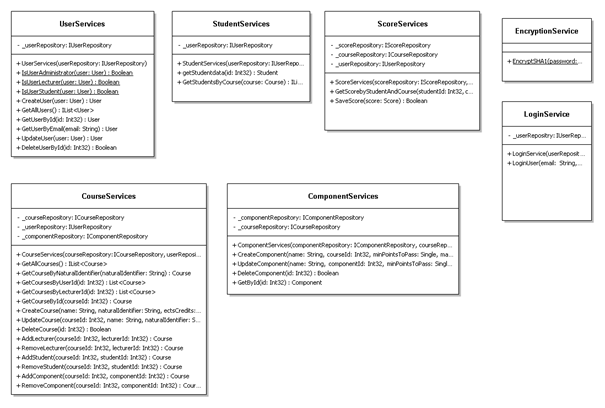 UserServices
- _userRepository: IUserRepository
+ UserServices(userRepository: IUserRepository)
+ IsUserAdministrator(user: User) : Boolean
+ IsUserLecturer(user: User) : Boolean
+ IsUserStudent(user: User) : Boolean
+ CreateUser(user: User) : User
+ GetAllUsers() : IList<User>
+ GetUserById(id: Int32) : User
+ GetUserByEmail(email: String) : User
+ UpdateUser(user: User) : User
+ DeleteUserById(id: Int32) : Boolean
StudentServices
- _userRepository: IUserRepository
+ StudentServices(userRepository: IUserRepo...
+ getStudentdata(id: Int32) : Student
+ GetStudentsByCourse(course: Course) : ILi...
ScoreServices
- _scoreRepository: IScoreRepository
- _courseRepository: ICourseRepository
- _userRepository: IUserRepository
+ ScoreServices(scoreRepository: IScoreRepository, ...
+ GetScorebyStudentAndCourse(studentId: Int32, c...
+ SaveScore(score: Score) : Boolean
EncryptionService
+ EncryptSHA1(password:...
LoginService
- _userRepositry: IUserRep...
+ LoginService(userReposit...
+ LoginUser(email: String,...
CourseServices
- _courseRepository: ICourseRepository
- _userRepository: IUserRepository
- _componentRepository: IComponentRepository
+ CourseServices(courseRepository: ICourseRepository, userReposi...
+ GetAllCourses() : IList<Course>
+ GetCourseByNaturalIdentifier(naturalIdentifier: String) : Course
+ GetCoursesByUserId(id: Int32) : List<Course>
+ GetCoursesByLecturerId(id: Int32) : List<Course>
+ GetCourseById(courseId: Int32) : Course
+ CreateCourse(name: String, naturalIdentifier: String, ectsCredits:...
+ UpdateCourse(courseId: Int32, name: String, naturalIdentifier: S...
+ DeleteCourse(id: Int32) : Boolean
+ AddLecturer(courseId: Int32, lecturerId: Int32) : Course
+ RemoveLecturer(courseId: Int32, lecturerId: Int32) : Course
+ AddStudent(courseId: Int32, studentId: Int32) : Course
+ RemoveStudent(courseId: Int32, studentId: Int32) : Course
+ AddComponent(courseId: Int32, componentId: Int32) : Course
+ RemoveComponent(courseId: Int32, componentId: Int32) : Cour...
ComponentServices
- _componentRepository: IComponentRepository
- _courseRepository: ICourseRepository
+ ComponentServices(componentRepository: IComponentRepository, courseRep...
+ CreateComponent(name: String, courseId: Int32, minPointsToPass: Single, ma...
+ UpdateComponent(name: String, componentId: Int32, minPointsToPass: Single,...
+ DeleteComponent(id: Int32) : Boolean
+ GetById(id: Int32) : Component